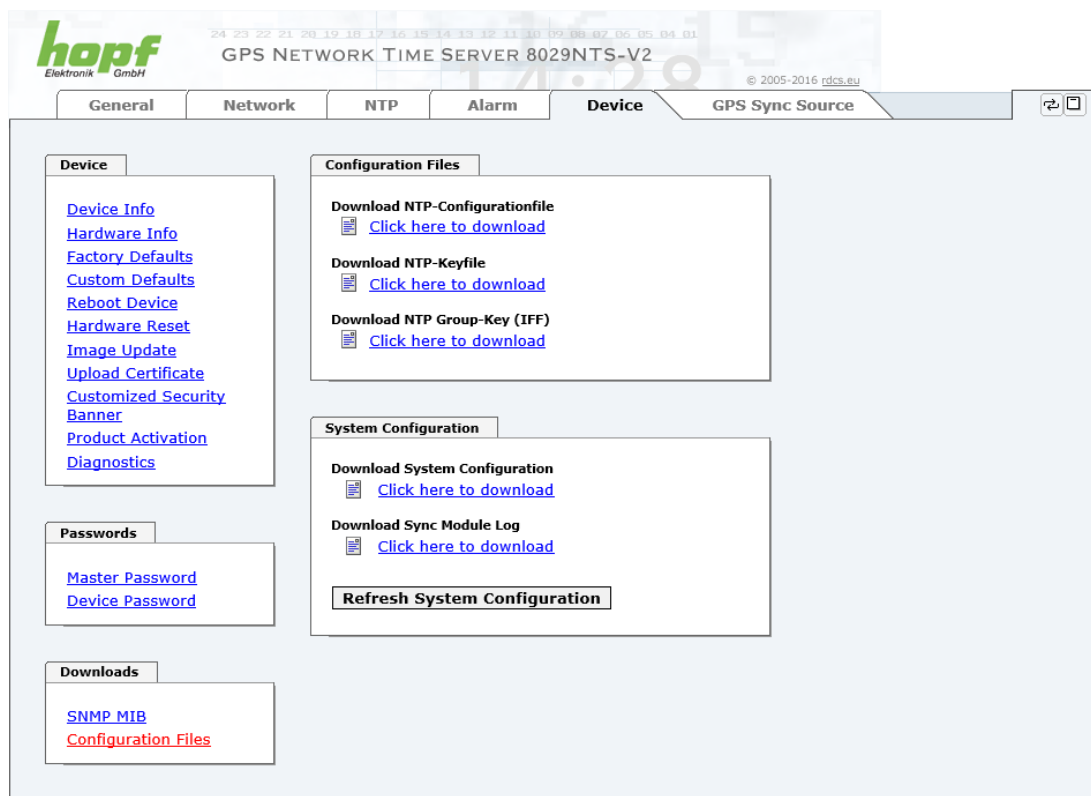 hopf
Elektronik GmbH
24 23 22 21 20 19 18 17 16 15 14 13 12 11 10 09 08 07 06 05 04 01
GPS NETWORK TIME SERVER 8029NTS-V2
14:28
© 2005-2016 rdcs.eu
General Network NTP Alarm Device GPS Sync Source
Device
Device Info
Hardware Info
Factory Defaults
Custom Defaults
Reboot Device
Hardware Reset
Image Update
Upload Certificate
Customized Security
Banner
Product Activation
Diagnostics
Passwords
Master Password
Device Password
Downloads
SNMP MIB
Configuration Files
Configuration Files
Download NTP-Configurationfile
Click here to download
Download NTP-Keyfile
Click here to download
Download NTP Group-Key (IFF)
Click here to download
System Configuration
Download System Configuration
Click here to download
Download Sync Module Log
Click here to download
Refresh System Configuration